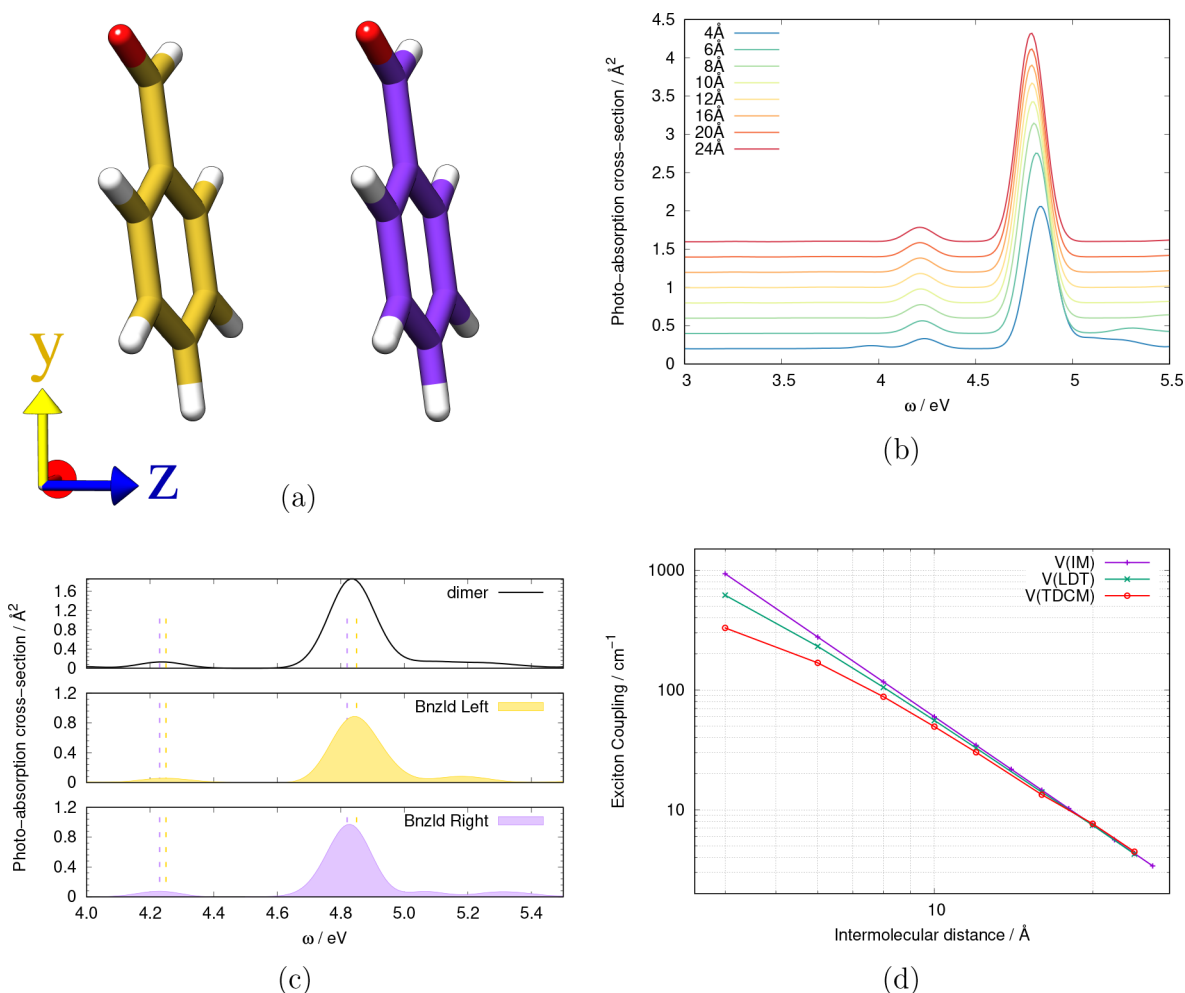 y
z
(a)
Photo-absorption cross-section / Å²
4.5
4
3.5
3
2.5
2
1.5
1
0.5
0
4Å
6Å
8Å
10Å
12Å
16Å
20Å
24Å
3
3.5
4
4.5
5
5.5
ω / eV
(b)
Photo-absorption cross-section / Å²
1.6
1.2
0.8
0.4
0
dimer
1.2
0.8
0.4
0
Bnzld Left
1.2
0.8
0.4
0
Bnzld Right
4.0
4.2
4.4
4.6
4.8
5.0
5.2
5.4
ω / eV
(c)
Exciton Coupling / cm⁻¹
1000
100
10
V(IM)
V(LDT)
V(TDCM)
10
Intermolecular distance / Å
(d)